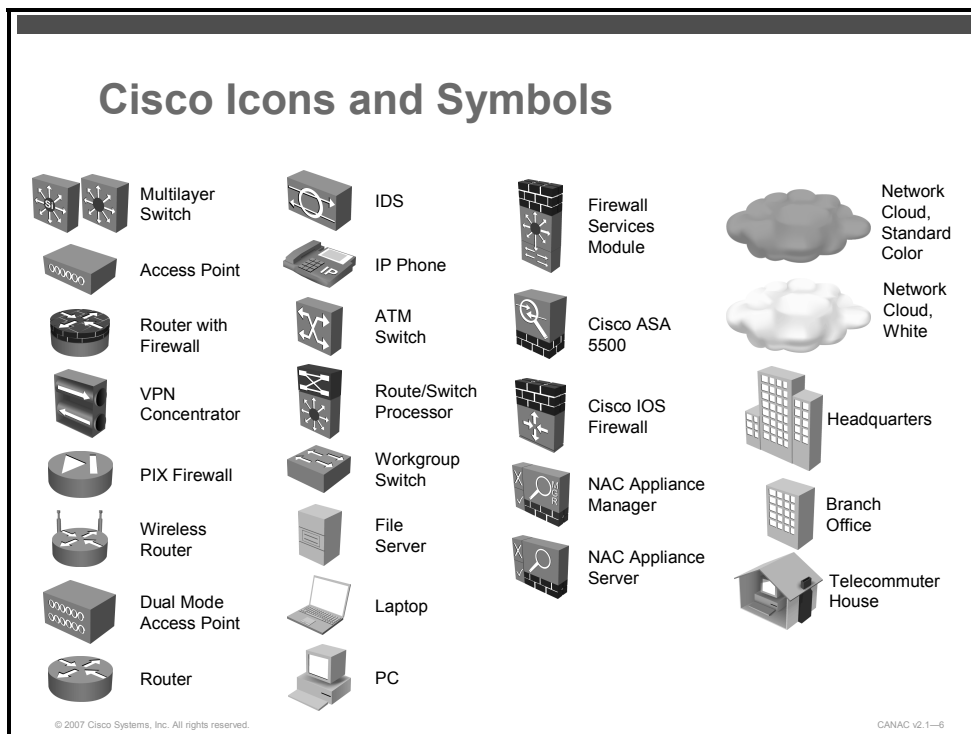 Cisco Icons and Symbols
Si
Multilayer
Switch
Access Point
Router with
Firewall
VPN
Concentrator
PIX Firewall
Wireless
Router
Dual Mode
Access Point
Router
IDS
IP
IP Phone
ATM
Switch
Route/Switch
Processor
Workgroup
Switch
File
Server
Laptop
PC
Firewall
Services
Module
Cisco ASA
5500
Cisco IOS
Firewall
MGR
NAC Appliance
Manager
NAC Appliance
Server
Network
Cloud,
Standard
Color
Network
Cloud,
White
Headquarters
Branch
Office
Telecommuter
House
© 2007 Cisco Systems, Inc. All rights reserved.
CANAC v2.1—6